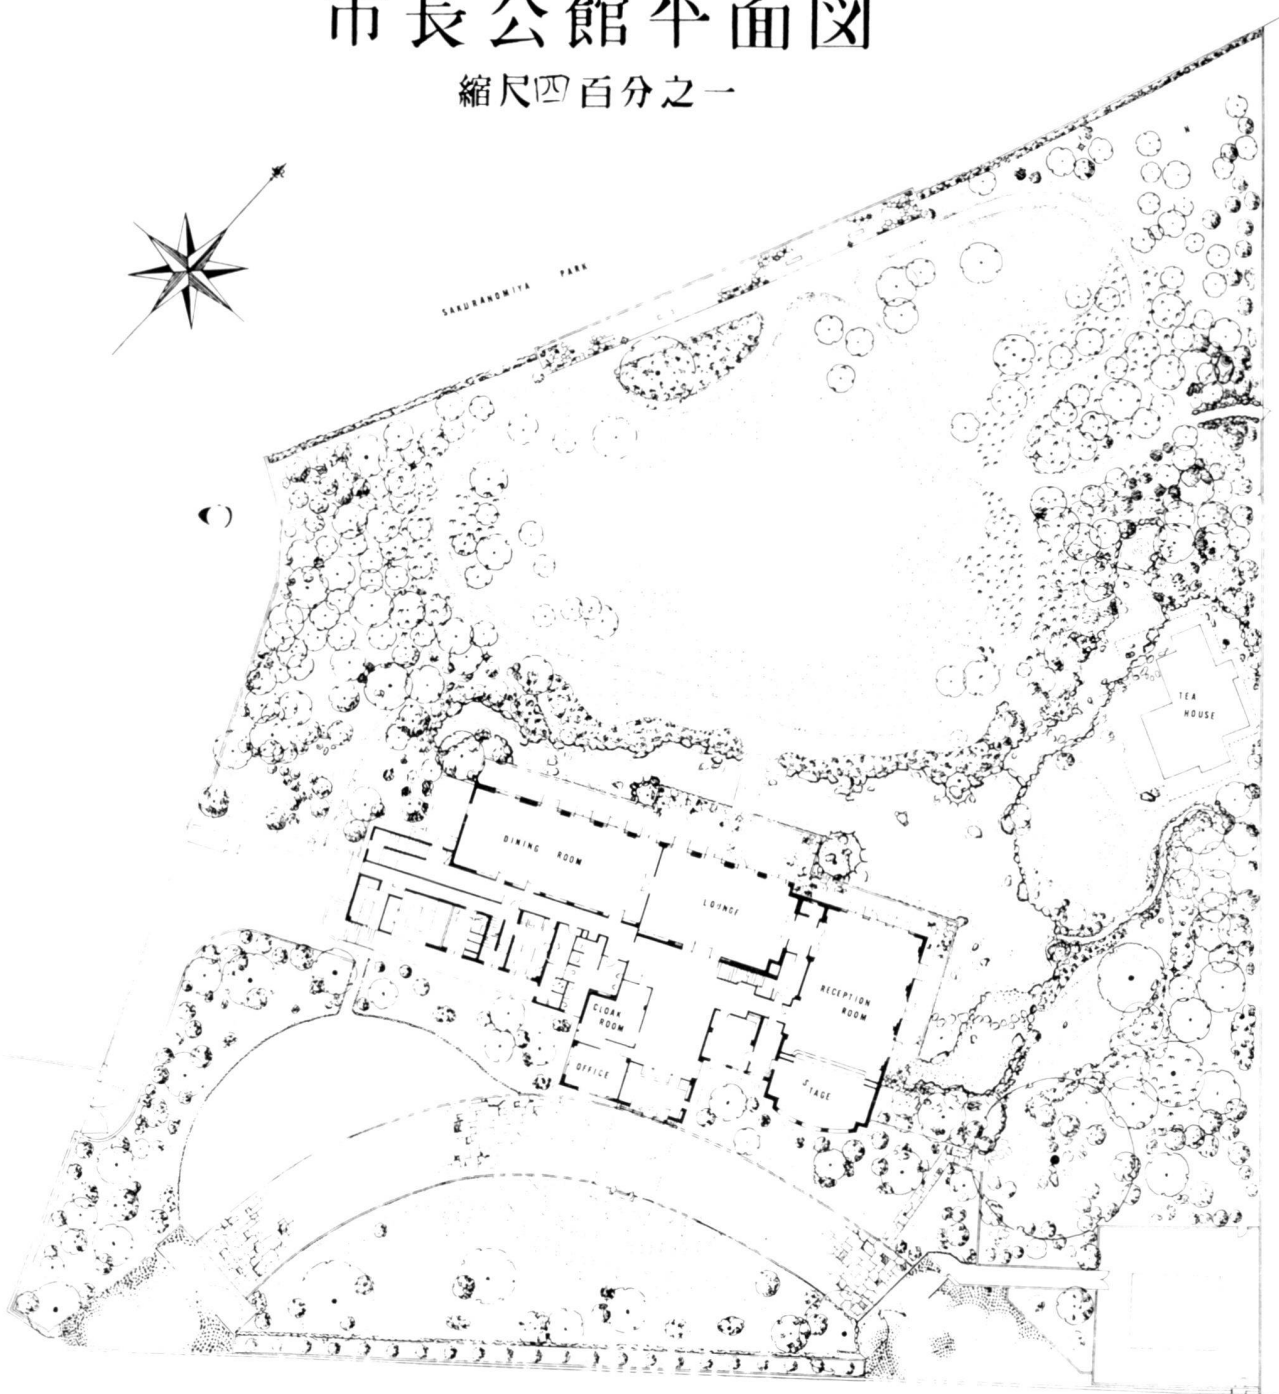 市長公館平面図
縮尺四百分之一
SAKURANOMIYA PARK
TEA
HOUSE
DINING ROOM
LOUNGE
RECEPTION
ROOM
CLOAK
ROOM
OFFICE
STAGE